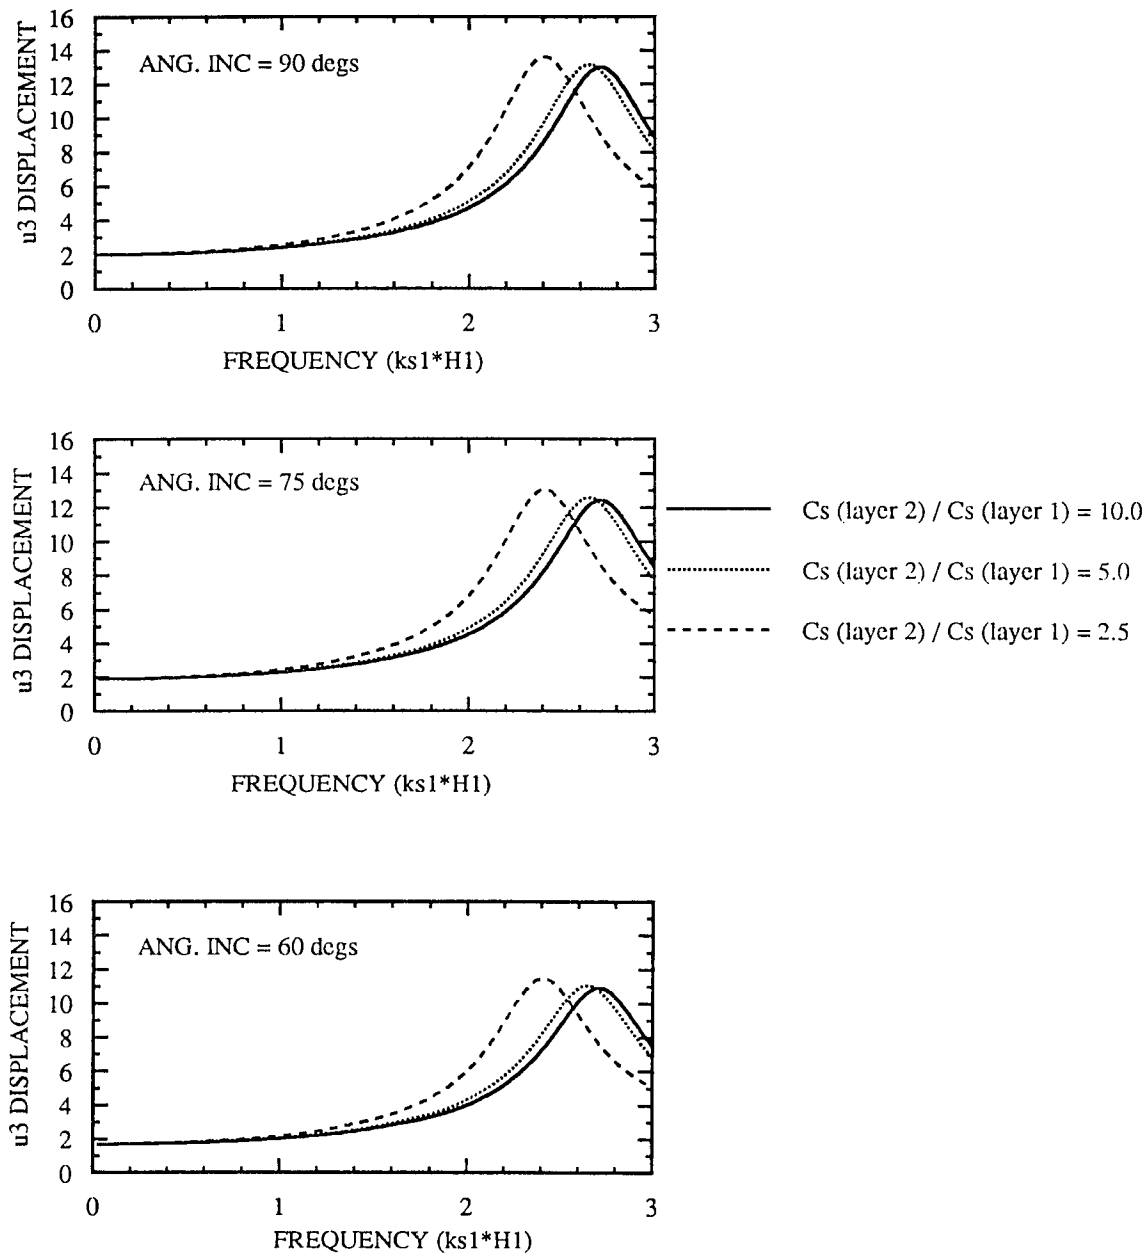 16
14
12
10
8
6
4
2
0
u3 DISPLACEMENT
ANG. INC = 90 degs
0 1 2 3
FREQUENCY (ks1*H1)
16
14
12
10
8
6
4
2
0
u3 DISPLACEMENT
ANG. INC = 75 degs
0 1 2 3
FREQUENCY (ks1*H1)
Cs (layer 2) / Cs (layer 1) = 10.0
Cs (layer 2) / Cs (layer 1) = 5.0
Cs (layer 2) / Cs (layer 1) = 2.5
16
14
12
10
8
6
4
2
0
u3 DISPLACEMENT
ANG. INC = 60 degs
0 1 2 3
FREQUENCY (ks1*H1)